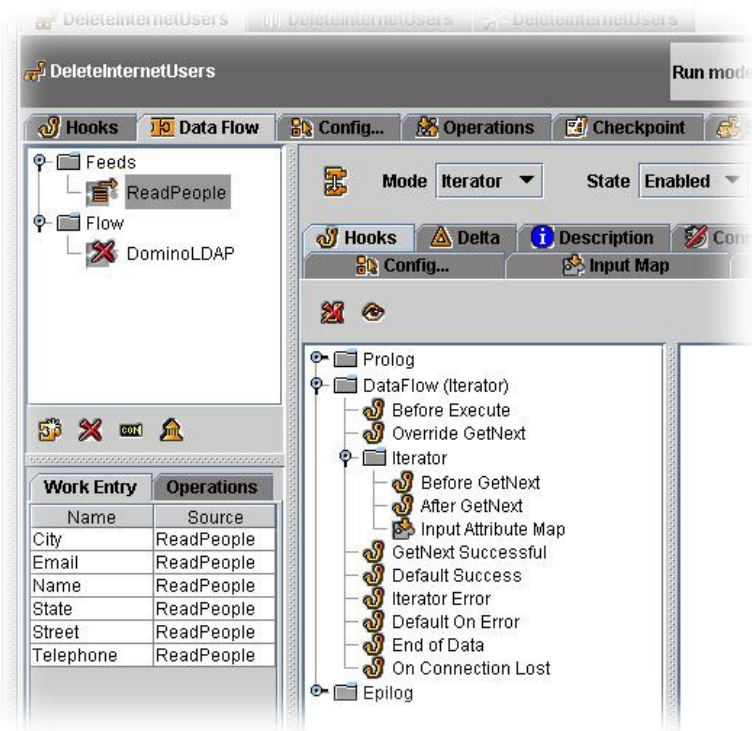 DeleteInternetUsers DeleteInternetUsers DeleteInternetUsers
DeleteInternetUsers
Run mode
Hooks Data Flow Config... Operations Checkpoint
Feeds
ReadPeople
Flow
DominoLDAP
Mode Iterator State Enabled
Hooks Delta Description
Config... Input Map
Prolog
DataFlow (Iterator)
Before Execute
Override GetNext
Iterator
Before GetNext
After GetNext
Input Attribute Map
GetNext Successful
Default Success
Iterator Error
Default On Error
End of Data
On Connection Lost
Epilog
Work Entry Operations
Name Source
City ReadPeople
Email ReadPeople
Name ReadPeople
State ReadPeople
Street ReadPeople
Telephone ReadPeople